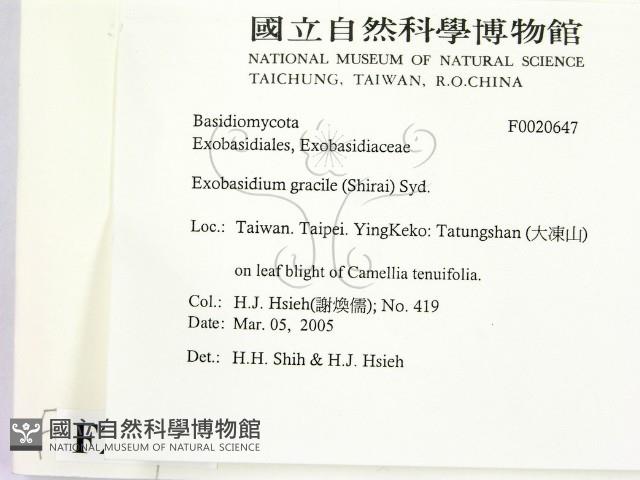 國立自然科學博物館
NATIONAL MUSEUM OF NATURAL SCIENCE
TAICHUNG, TAIWAN, R.O.CHINA
Basidiomycota F0020647
Exobasidiales, Exobasidiaceae
Exobasidium gracile (Shirai) Syd.
Loc.: Taiwan. Taipei. YingKeko: Tatungshan (大凍山)
on leaf blight of Camellia tenuifolia.
Col.: H.J. Hsieh(謝煥儒); No. 419
Date: Mar. 05, 2005
Det.: H.H. Shih & H.J. Hsieh
F
國立自然科學博物館
NATIONAL MUSEUM OF NATURAL SCIENCE